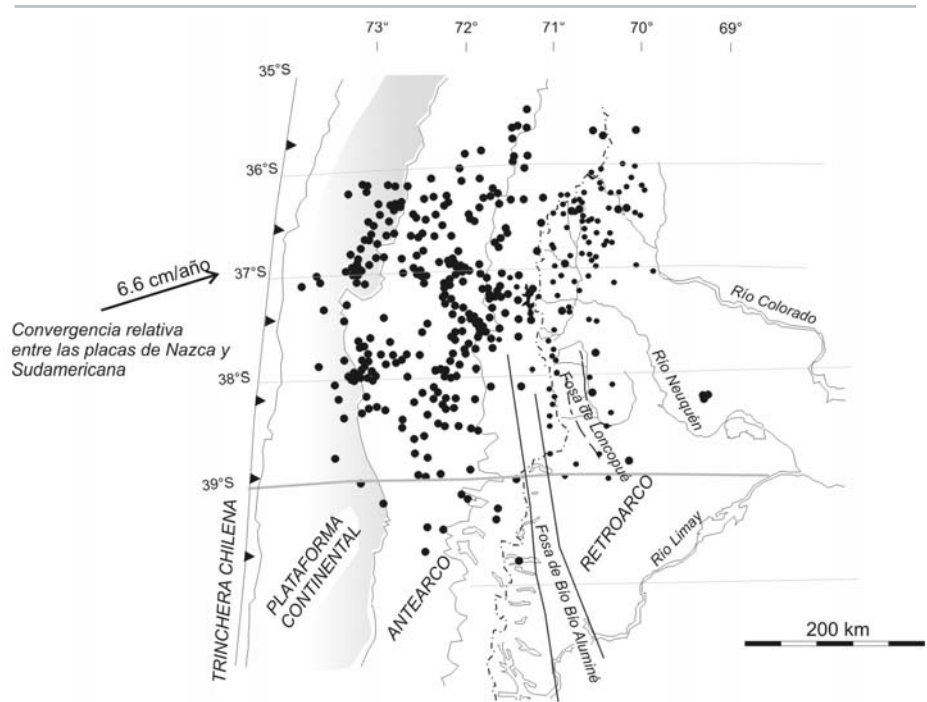 73°
72°
71°
70°
69°
35°S
36°S
37°S
38°S
39°S
6.6 cm/año
Convergencia relativa
entre las placas de Nazca y
Sudamericana
TRINCHERA CHILENA
PLATAFORMA
CONTINENTAL
ANTEARCO
RETROARCO
Fosa de Bio Bio Aluminé
Fosa de Loncopué
Río Colorado
Río Neuquén
Río Limay
200 km